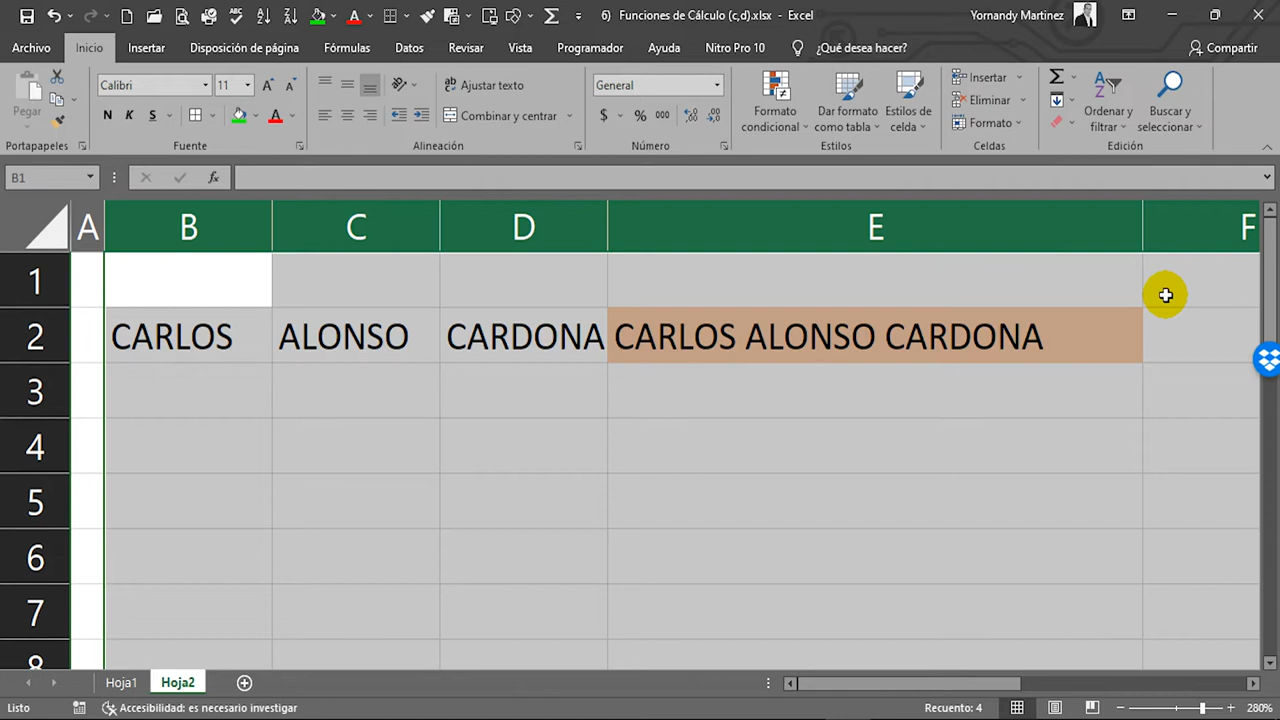 6) Funciones de Cálculo (c,d).xlsx - Excel
Yornandy Martinez
Archivo Inicio Insertar Disposición de página Fórmulas Datos Revisar Vista Programador Ayuda Nitro Pro 10 ¿Qué desea hacer? Compartir
Pegar
Calibri 11
N K S
Ajustar texto
Combinar y centrar
General
$ % 000
Formato condicional
Dar formato como tabla
Estilos de celda
Insertar
Eliminar
Formato
Ordenar y filtrar
Buscar y seleccionar
Portapapeles Fuente Alineación Número Estilos Celdas Edición
B1 fx
A B C D E F
1
2 CARLOS ALONSO CARDONA CARLOS ALONSO CARDONA
3
4
5
6
7
8
Hoja1 Hoja2
Listo Accesibilidad: es necesario investigar Recuento: 4 280%